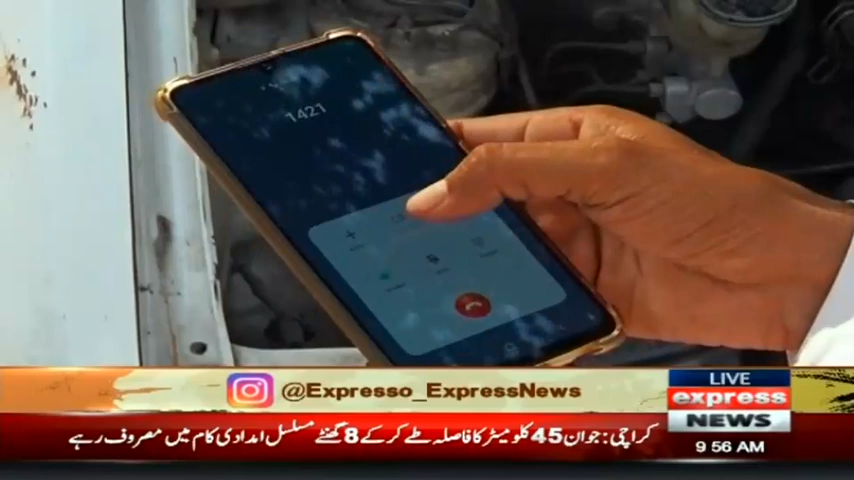 1421
@Expresso_ExpressNews
LIVE
express
NEWS
کراچی: جوان 45 کلومیٹر کا فاصلہ طے کر کے 8 گھنٹے مسلسل امدادی کام میں مصروف رہے
9 56 AM